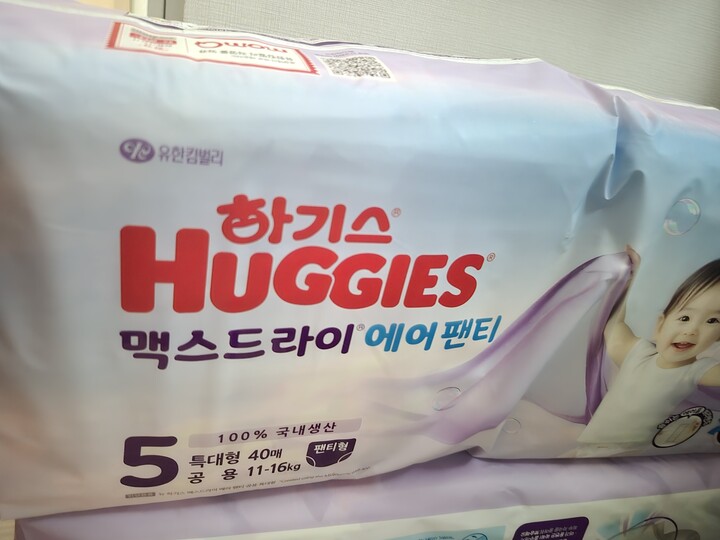 유한킴벌리
하기스®
HUGGIES®
맥스드라이® 에어팬티
100% 국내생산
5
특대형 40매
공용 11-16kg
팬티형